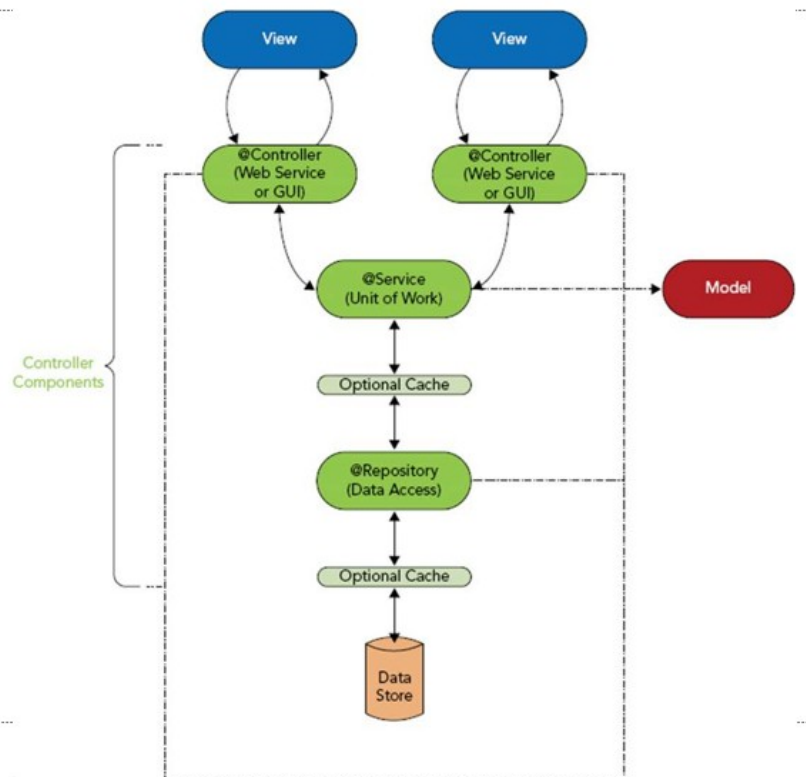 View
View
@Controller
(Web Service
or GUI)
@Controller
(Web Service
or GUI)
@Service
(Unit of Work)
Model
Controller
Components
Optional Cache
@Repository
(Data Access)
Optional Cache
Data
Store